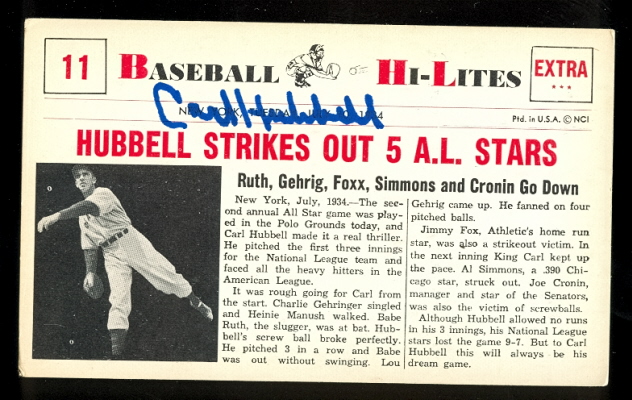 11
BASEBALL HI-LITES
EXTRA
Carl Hubbell
NEW YORK, 1934
Ptd. in U.S.A. © NCI
HUBBELL STRIKES OUT 5 A.L. STARS
Ruth, Gehrig, Foxx, Simmons and Cronin Go Down
New York, July, 1934.—The sec-
ond annual All Star game was play-
ed in the Polo Grounds today, and
Carl Hubbell made it a real thriller.
He pitched the first three innings
for the National League team and
faced all the heavy hitters in the
American League.
It was rough going for Carl from
the start. Charlie Gehringer singled
and Heinie Manush walked. Babe
Ruth, the slugger, was at bat. Hub-
bell's screw ball broke perfectly.
He pitched 3 in a row and Babe
was out without swinging. Lou
Gehrig came up. He fanned on four
pitched balls.
Jimmy Fox, Athletic's home run
star, was also a strikeout victim. In
the next inning King Carl kept up
the pace. Al Simmons, a .390 Chi-
cago star, struck out. Joe Cronin,
manager and star of the Senators,
was also the victim of screwballs.
Although Hubbell allowed no runs
in his 3 innings, his National League
stars lost the game 9-7. But to Carl
Hubbell this will always be his
dream game.